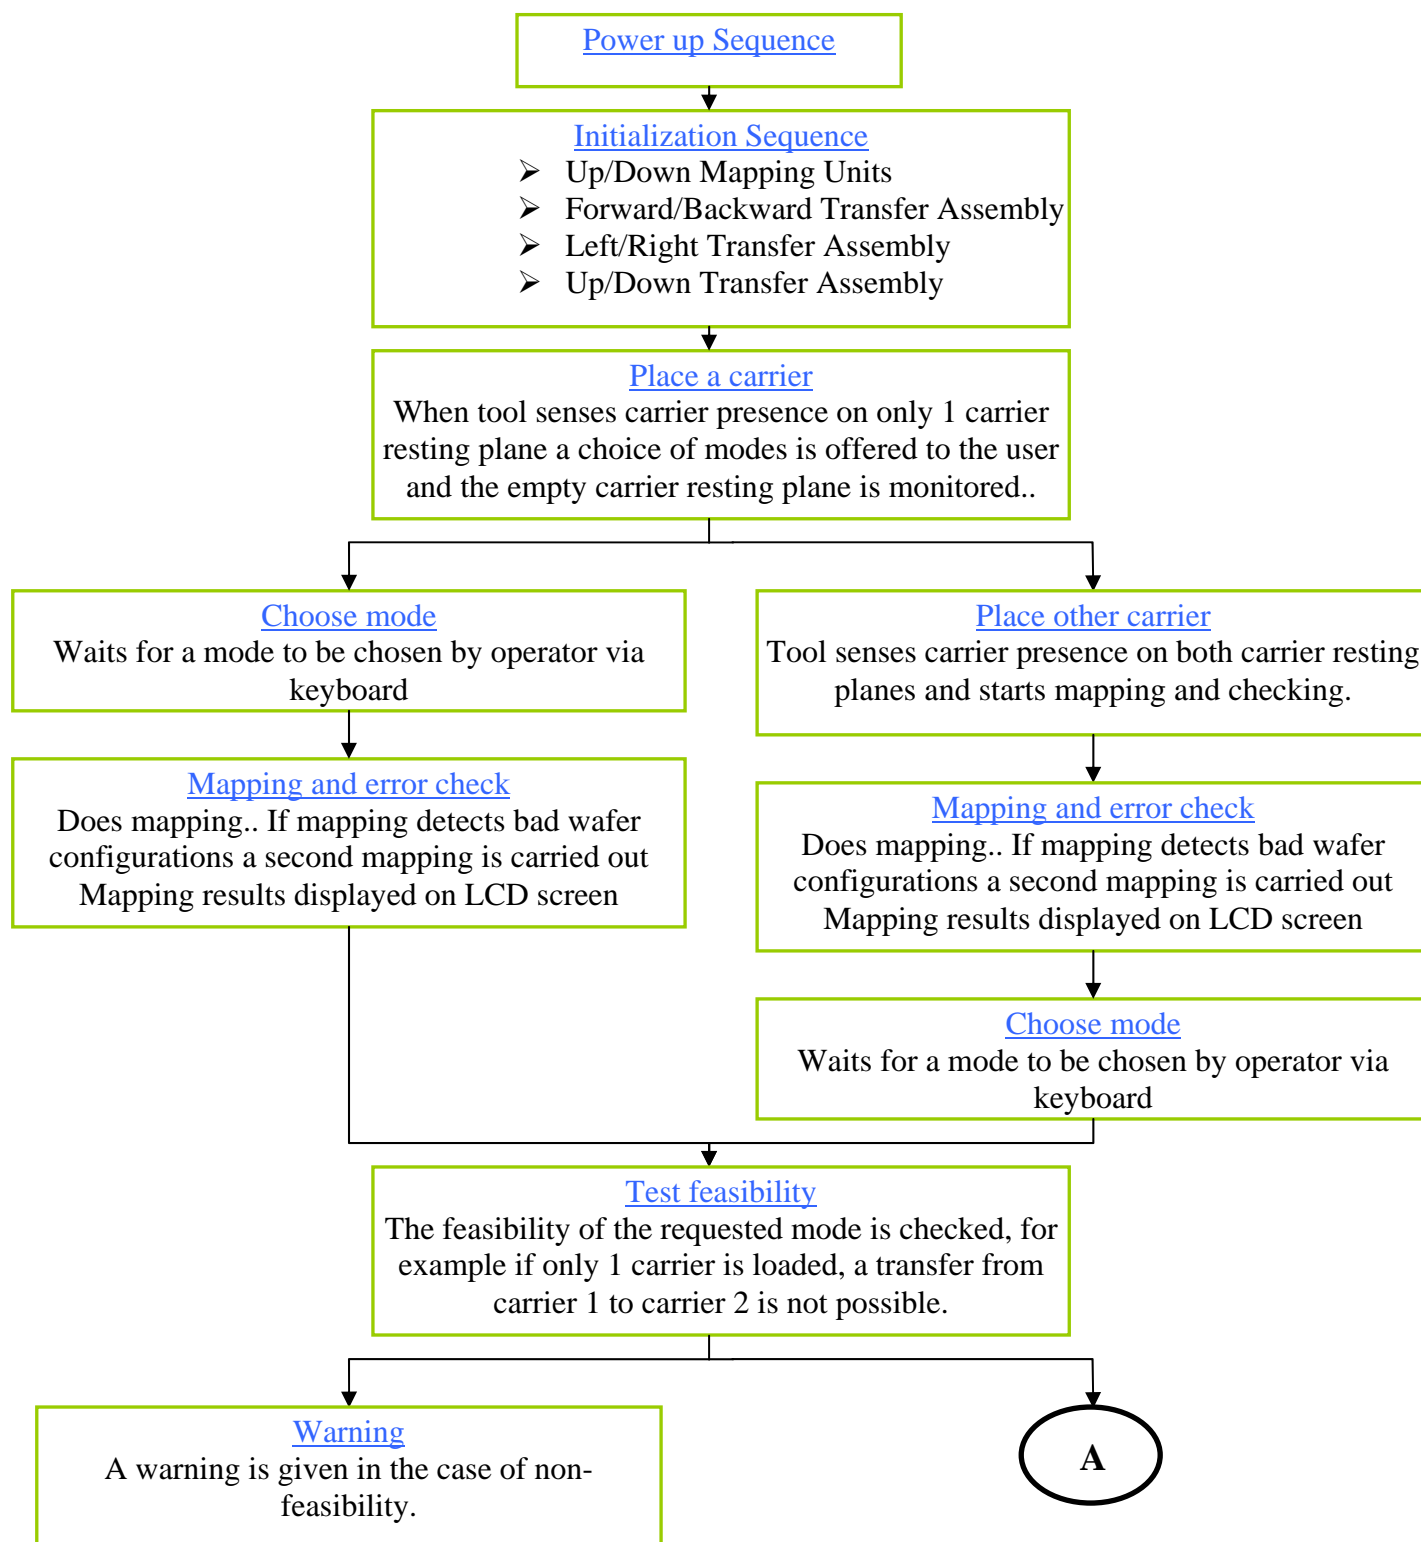 Power up Sequence
Initialization Sequence
➢ Up/Down Mapping Units
➢ Forward/Backward Transfer Assembly
➢ Left/Right Transfer Assembly
➢ Up/Down Transfer Assembly
Place a carrier
When tool senses carrier presence on only 1 carrier
resting plane a choice of modes is offered to the user
and the empty carrier resting plane is monitored..
Choose mode
Waits for a mode to be chosen by operator via
keyboard
Mapping and error check
Does mapping.. If mapping detects bad wafer
configurations a second mapping is carried out
Mapping results displayed on LCD screen
Place other carrier
Tool senses carrier presence on both carrier resting
planes and starts mapping and checking.
Mapping and error check
Does mapping.. If mapping detects bad wafer
configurations a second mapping is carried out
Mapping results displayed on LCD screen
Choose mode
Waits for a mode to be chosen by operator via
keyboard
Test feasibility
The feasibility of the requested mode is checked, for
example if only 1 carrier is loaded, a transfer from
carrier 1 to carrier 2 is not possible.
Warning
A warning is given in the case of non-
feasibility.
A